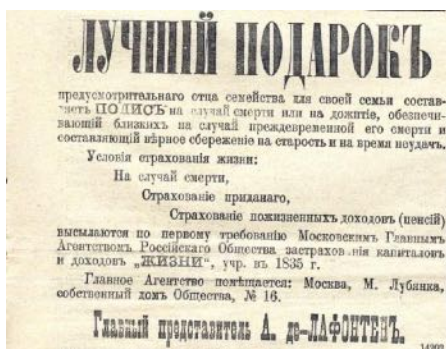 ЛУЧШІЙ ПОДАРОКЪ
предусмотрительнаго отца семейства для своей семьи состав-
ляетъ ПОЛИСЪ на случай смерти или на дожитіе, обезпечи-
вающій близкихъ на случай преждевременной его смерти и
составляющій вѣрное сбереженіе на старость и на время неудачъ.
Условія страхованія жизни:
На случай смерти,
Страхованіе приданаго,
Страхованіе пожизненныхъ доходовъ (пенсій)
высылаются по первому требованію Московскимъ Главнымъ
Агентствомъ Россійскаго Общества застрахованія капиталовъ
и доходовъ „ЖИЗНИ“, учр. въ 1835 г.
Главное Агентство помѣщается: Москва, М. Лубянка,
собственный домъ Общества, № 16.
Главный представитель А. де-ЛАФОНТЕНЪ.